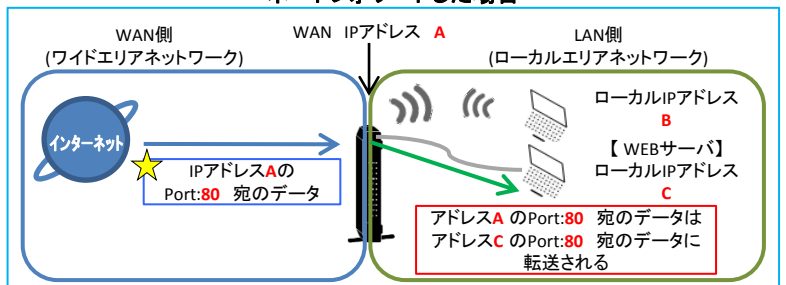 WAN側
(ワイドエリアネットワーク)
WAN IPアドレス A
LAN側
(ローカルエリアネットワーク)
インターネット
IPアドレスAの
Port:80 宛のデータ
ローカルIPアドレス
B
【 WEBサーバ】
ローカルIPアドレス
C
アドレスA のPort:80 宛のデータは
アドレスC のPort:80 宛のデータに
転送される